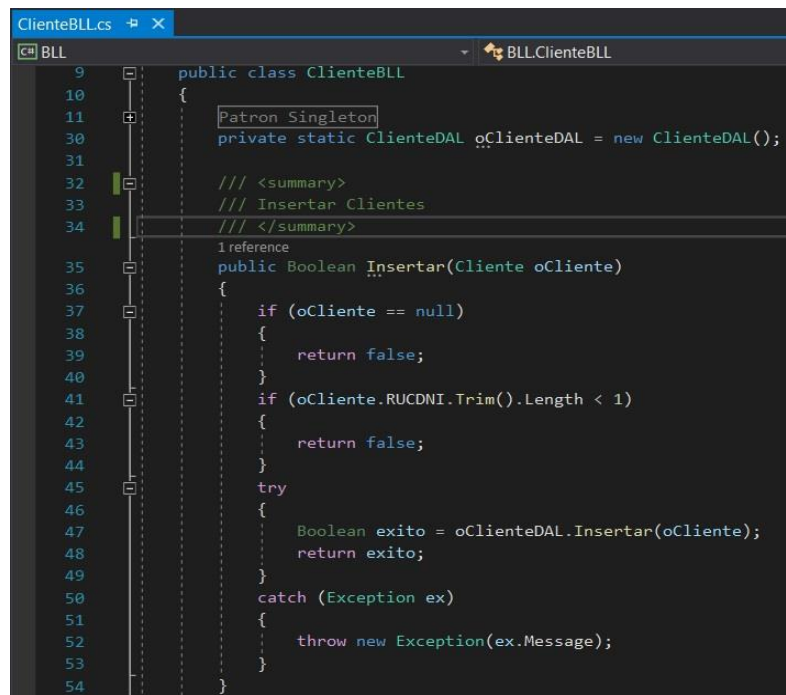 ClienteBLL.cs
C# BLL BLL.ClienteBLL
9 public class ClienteBLL
10 {
11 Patron Singleton
30 private static ClienteDAL oClienteDAL = new ClienteDAL();
31
32 /// <summary>
33 /// Insertar Clientes
34 /// </summary>
1 reference
35 public Boolean Insertar(Cliente oCliente)
36 {
37 if (oCliente == null)
38 {
39 return false;
40 }
41 if (oCliente.RUCDNI.Trim().Length < 1)
42 {
43 return false;
44 }
45 try
46 {
47 Boolean exito = oClienteDAL.Insertar(oCliente);
48 return exito;
49 }
50 catch (Exception ex)
51 {
52 throw new Exception(ex.Message);
53 }
54 }